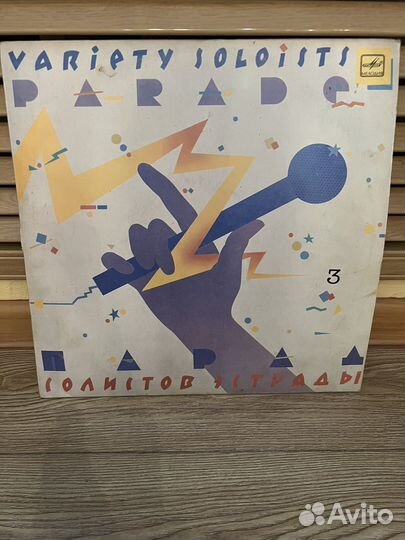 VARIETY SOLOISTS
МЕЛОДИЯ
PARADE
3
ПАРАД
СОЛИСТОВ ЭСТРАДЫ
Avito